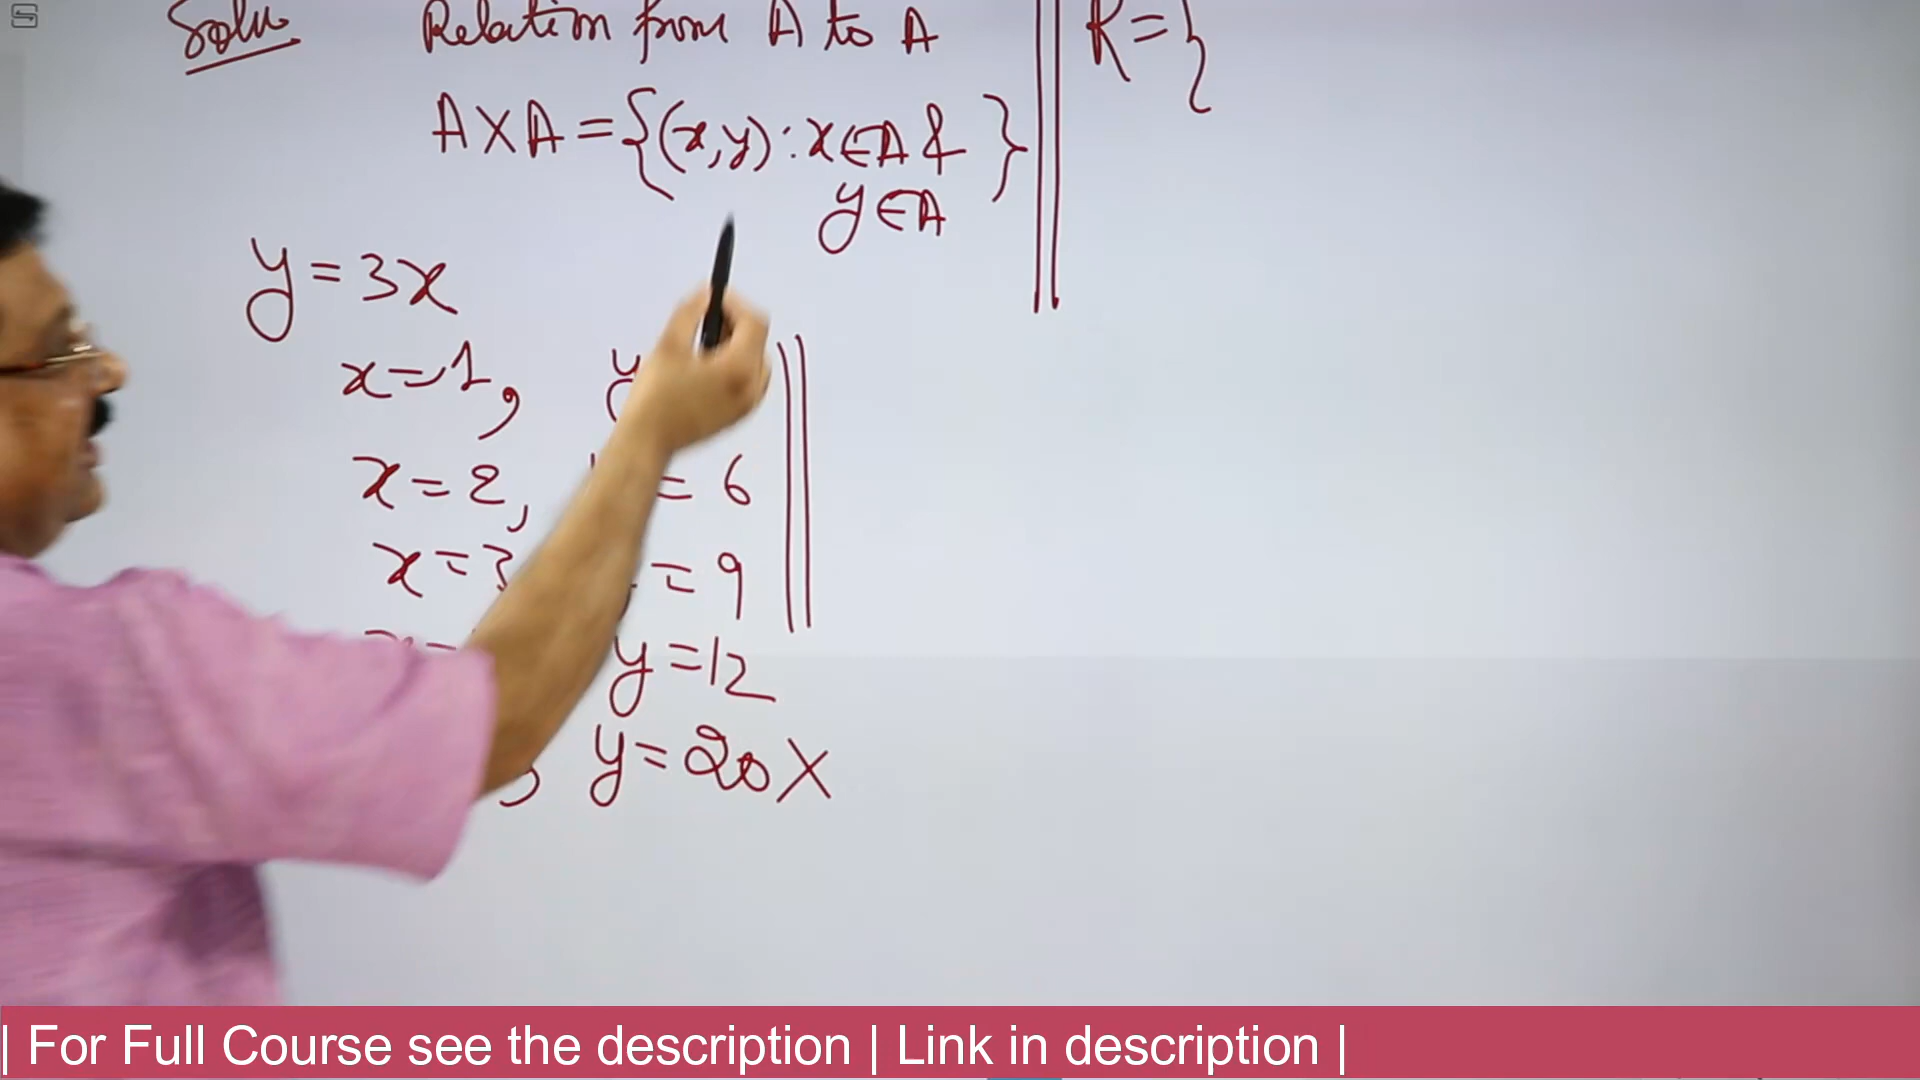 Solu Relation from A to A
R={
A×A={(x,y):x∈A & }
y∈A
y=3x
x=1, y
x=2, = 6
x=3 =9
y=12
, y=20 X
| For Full Course see the description | Link in description |